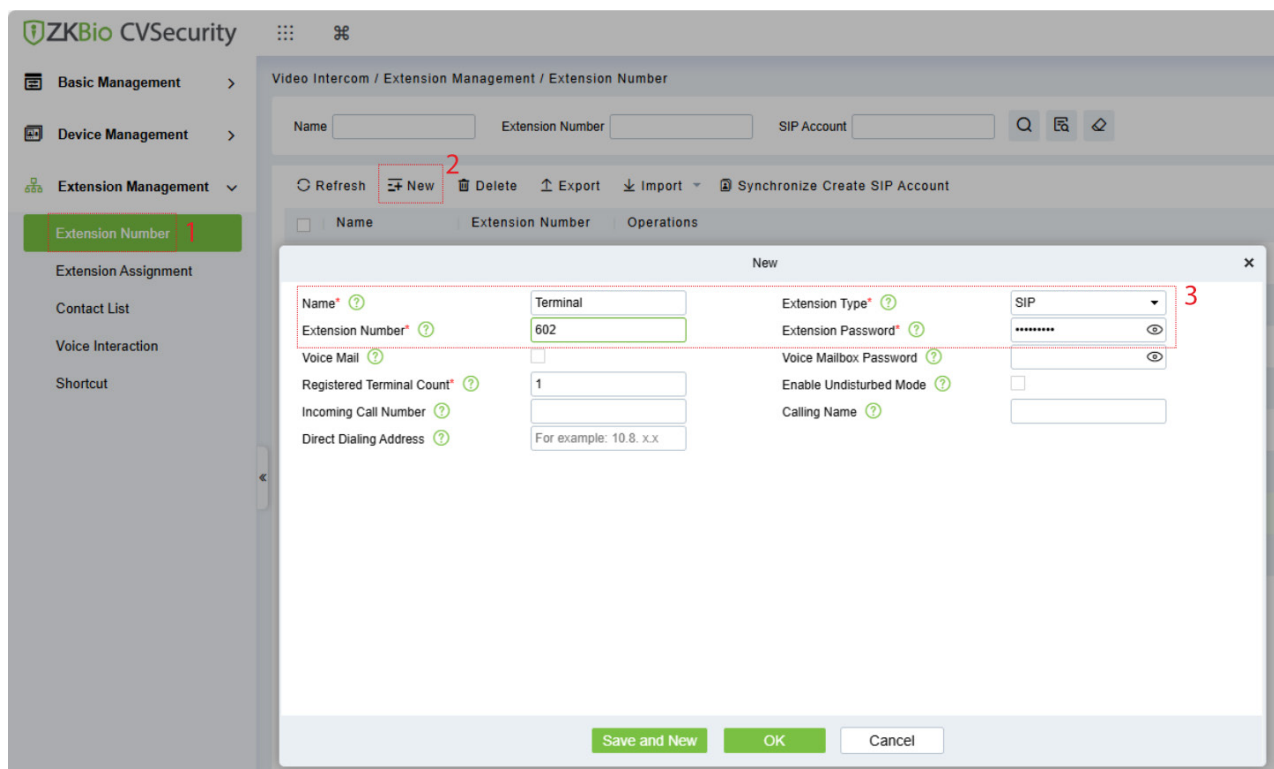 ZKBio CVSecurity
Basic Management
Device Management
Extension Management
Extension Number 1
Extension Assignment
Contact List
Voice Interaction
Shortcut
Video Intercom / Extension Management / Extension Number
Name Extension Number SIP Account
2
Refresh New Delete Export Import Synchronize Create SIP Account
Name Extension Number Operations
New ×
Name* ? Terminal Extension Type* ? SIP 3
Extension Number* ? 602 Extension Password* ? •••••••••
Voice Mail ? Voice Mailbox Password ?
Registered Terminal Count* ? 1 Enable Undisturbed Mode ?
Incoming Call Number ? Calling Name ?
Direct Dialing Address ? For example: 10.8. x.x
Save and New OK Cancel